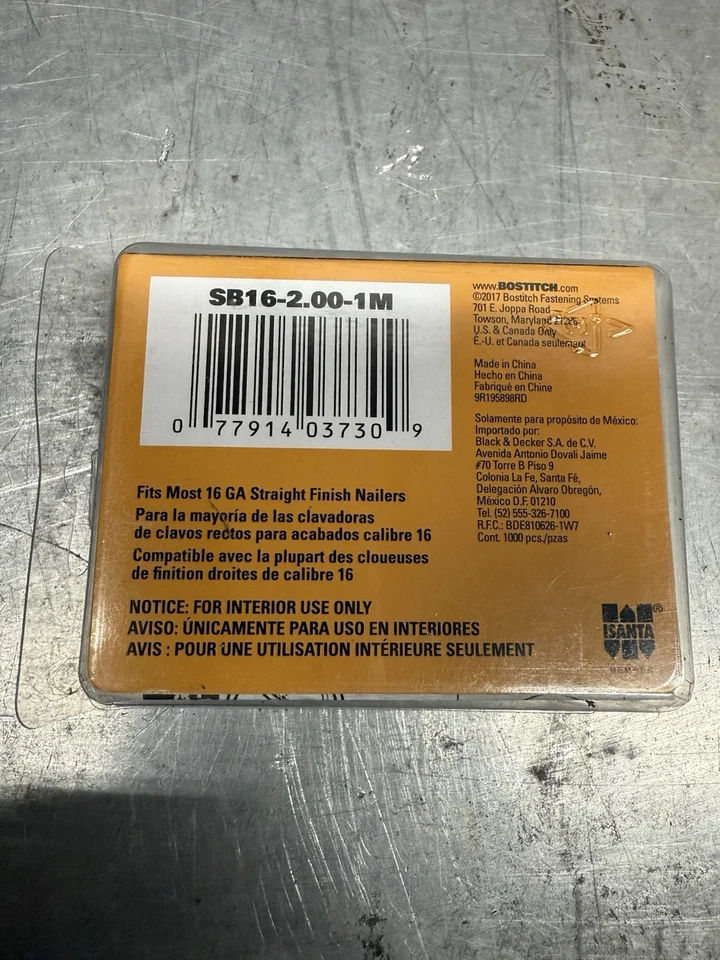 SB16-2.00-1M
0 77914 03730 9
Fits Most 16 GA Straight Finish Nailers
Para la mayoría de las clavadoras
de clavos rectos para acabados calibre 16
Compatible avec la plupart des cloueuses
de finition droites de calibre 16
NOTICE: FOR INTERIOR USE ONLY
AVISO: ÚNICAMENTE PARA USO EN INTERIORES
AVIS : POUR UNE UTILISATION INTÉRIEURE SEULEMENT
www.BOSTITCH.com
©2017 Bostitch Fastening Systems
701 E. Joppa Road
Towson, Maryland
U.S. & Canada Only
É.-U. et Canada seulement
Made in China
Hecho en China
Fabriqué en Chine
9R195898RD
Solamente para propósito de México:
Importado por:
Black & Decker S.A. de C.V.
Avenida Antonio Dovali Jaime
#70 Torre B Piso 9
Colonia La Fe, Santa Fé,
Delegación Alvaro Obregón,
México D.F. 01210
Tel. (52) 555-326-7100
R.F.C.: BDE810626-1W7
Cont. 1000 pcs./pzas
ISANTA®
MEMBER